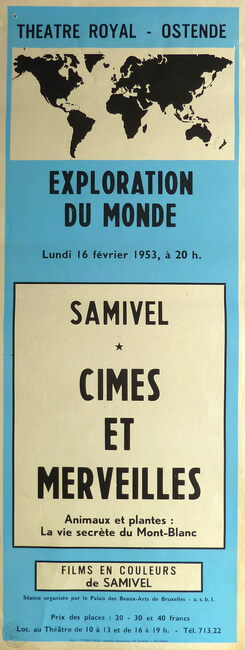 THEATRE ROYAL - OSTENDE
EXPLORATION
DU MONDE
Lundi 16 février 1953, à 20 h.
SAMIVEL
★
CIMES
ET
MERVEILLES
Animaux et plantes :
La vie secrète du Mont-Blanc
FILMS EN COULEURS
de SAMIVEL
Séance organisée par le Palais des Beaux-Arts de Bruxelles - a. s. b. l.
Prix des places : 20 - 30 et 40 francs
Loc. au Théâtre de 10 à 13 et de 16 à 19 h. - Tél. 713,22